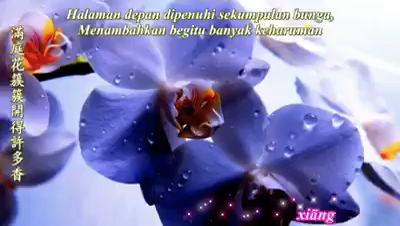 Halaman depan dipenuhi sekumpulan bunga,
Menambahkan begitu banyak keharuman
滿庭花簇簇開得許多香
xiāng